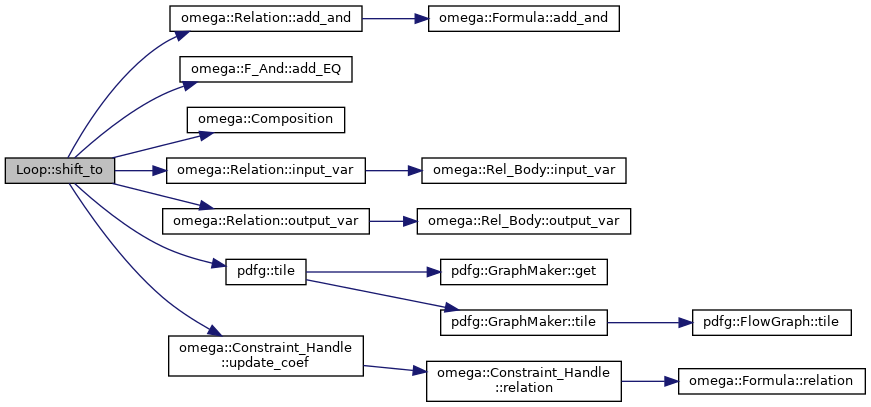 Loop::shift_to
omega::Relation::add_and
omega::Formula::add_and
omega::F_And::add_EQ
omega::Composition
omega::Relation::input_var
omega::Rel_Body::input_var
omega::Relation::output_var
omega::Rel_Body::output_var
pdfg::tile
pdfg::GraphMaker::get
pdfg::GraphMaker::tile
pdfg::FlowGraph::tile
omega::Constraint_Handle
::update_coef
omega::Constraint_Handle
::relation
omega::Formula::relation